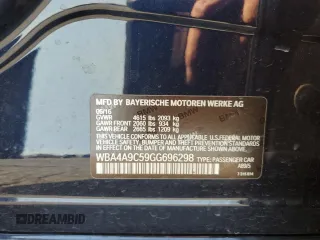 MFD BY BAYERISCHE MOTOREN WERKE AG
05/16
GVWR 4615 lbs 2093 kg
GAWR FRONT 2060 lbs 934 kg
GAWR REAR 2665 lbs 1209 kg
THIS VEHICLE CONFORMS TO ALL APPLICABLE
U.S. FEDERAL MOTOR VEHICLE SAFETY, BUMPER
AND THEFT PREVENTION STANDARDS IN EFFECT
ON THE DATE OF MANUFACTURE SHOWN ABOVE.
WBA4A9C59GG696298 TYPE: PASSENGER CAR
DREAMBID